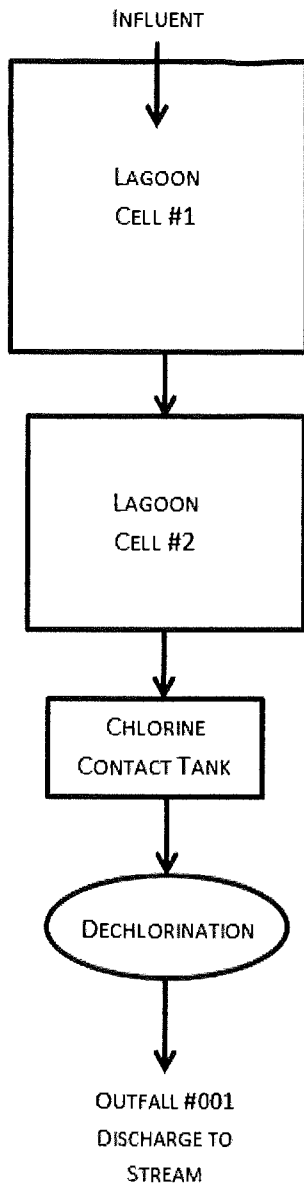 INFLUENT
LAGOON
CELL #1
LAGOON
CELL #2
CHLORINE
CONTACT TANK
DECHLORINATION
OUTFALL #001
DISCHARGE TO
STREAM